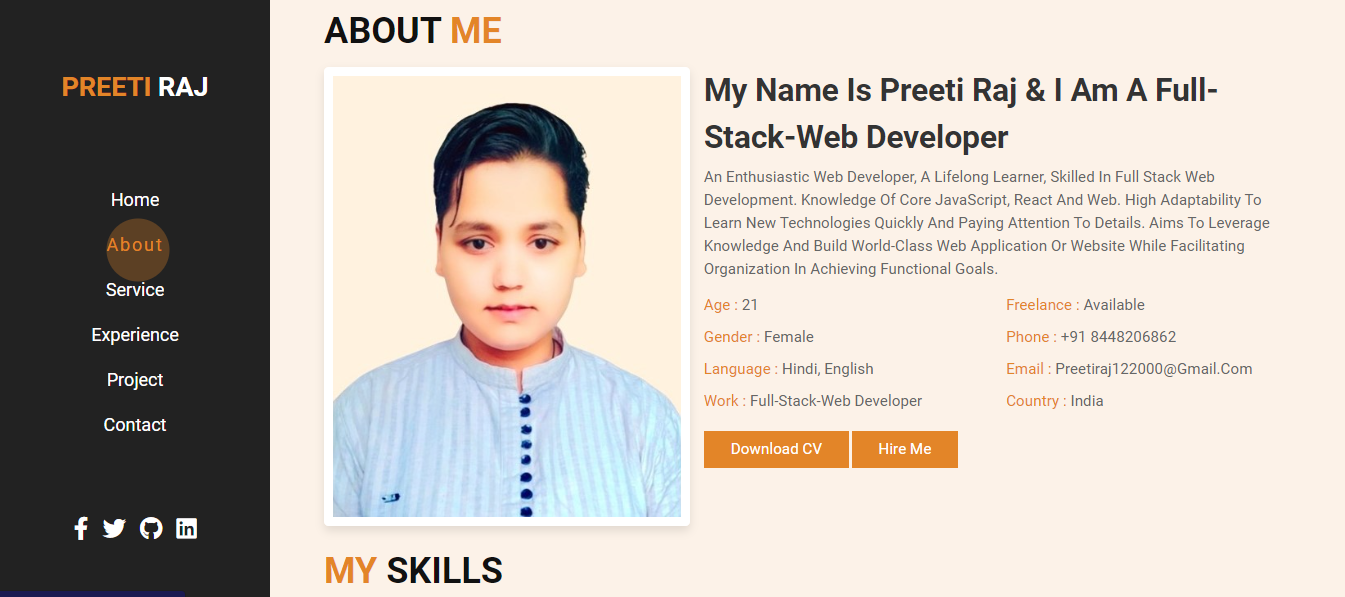 PREETI RAJ
Home
About
Service
Experience
Project
Contact
ABOUT ME
My Name Is Preeti Raj & I Am A Full-
Stack-Web Developer
An Enthusiastic Web Developer, A Lifelong Learner, Skilled In Full Stack Web
Development. Knowledge Of Core JavaScript, React And Web. High Adaptability To
Learn New Technologies Quickly And Paying Attention To Details. Aims To Leverage
Knowledge And Build World-Class Web Application Or Website While Facilitating
Organization In Achieving Functional Goals.
Age : 21
Freelance : Available
Gender : Female
Phone : +91 8448206862
Language : Hindi, English
Email : Preetiraj122000@Gmail.Com
Work : Full-Stack-Web Developer
Country : India
Download CV
Hire Me
MY SKILLS